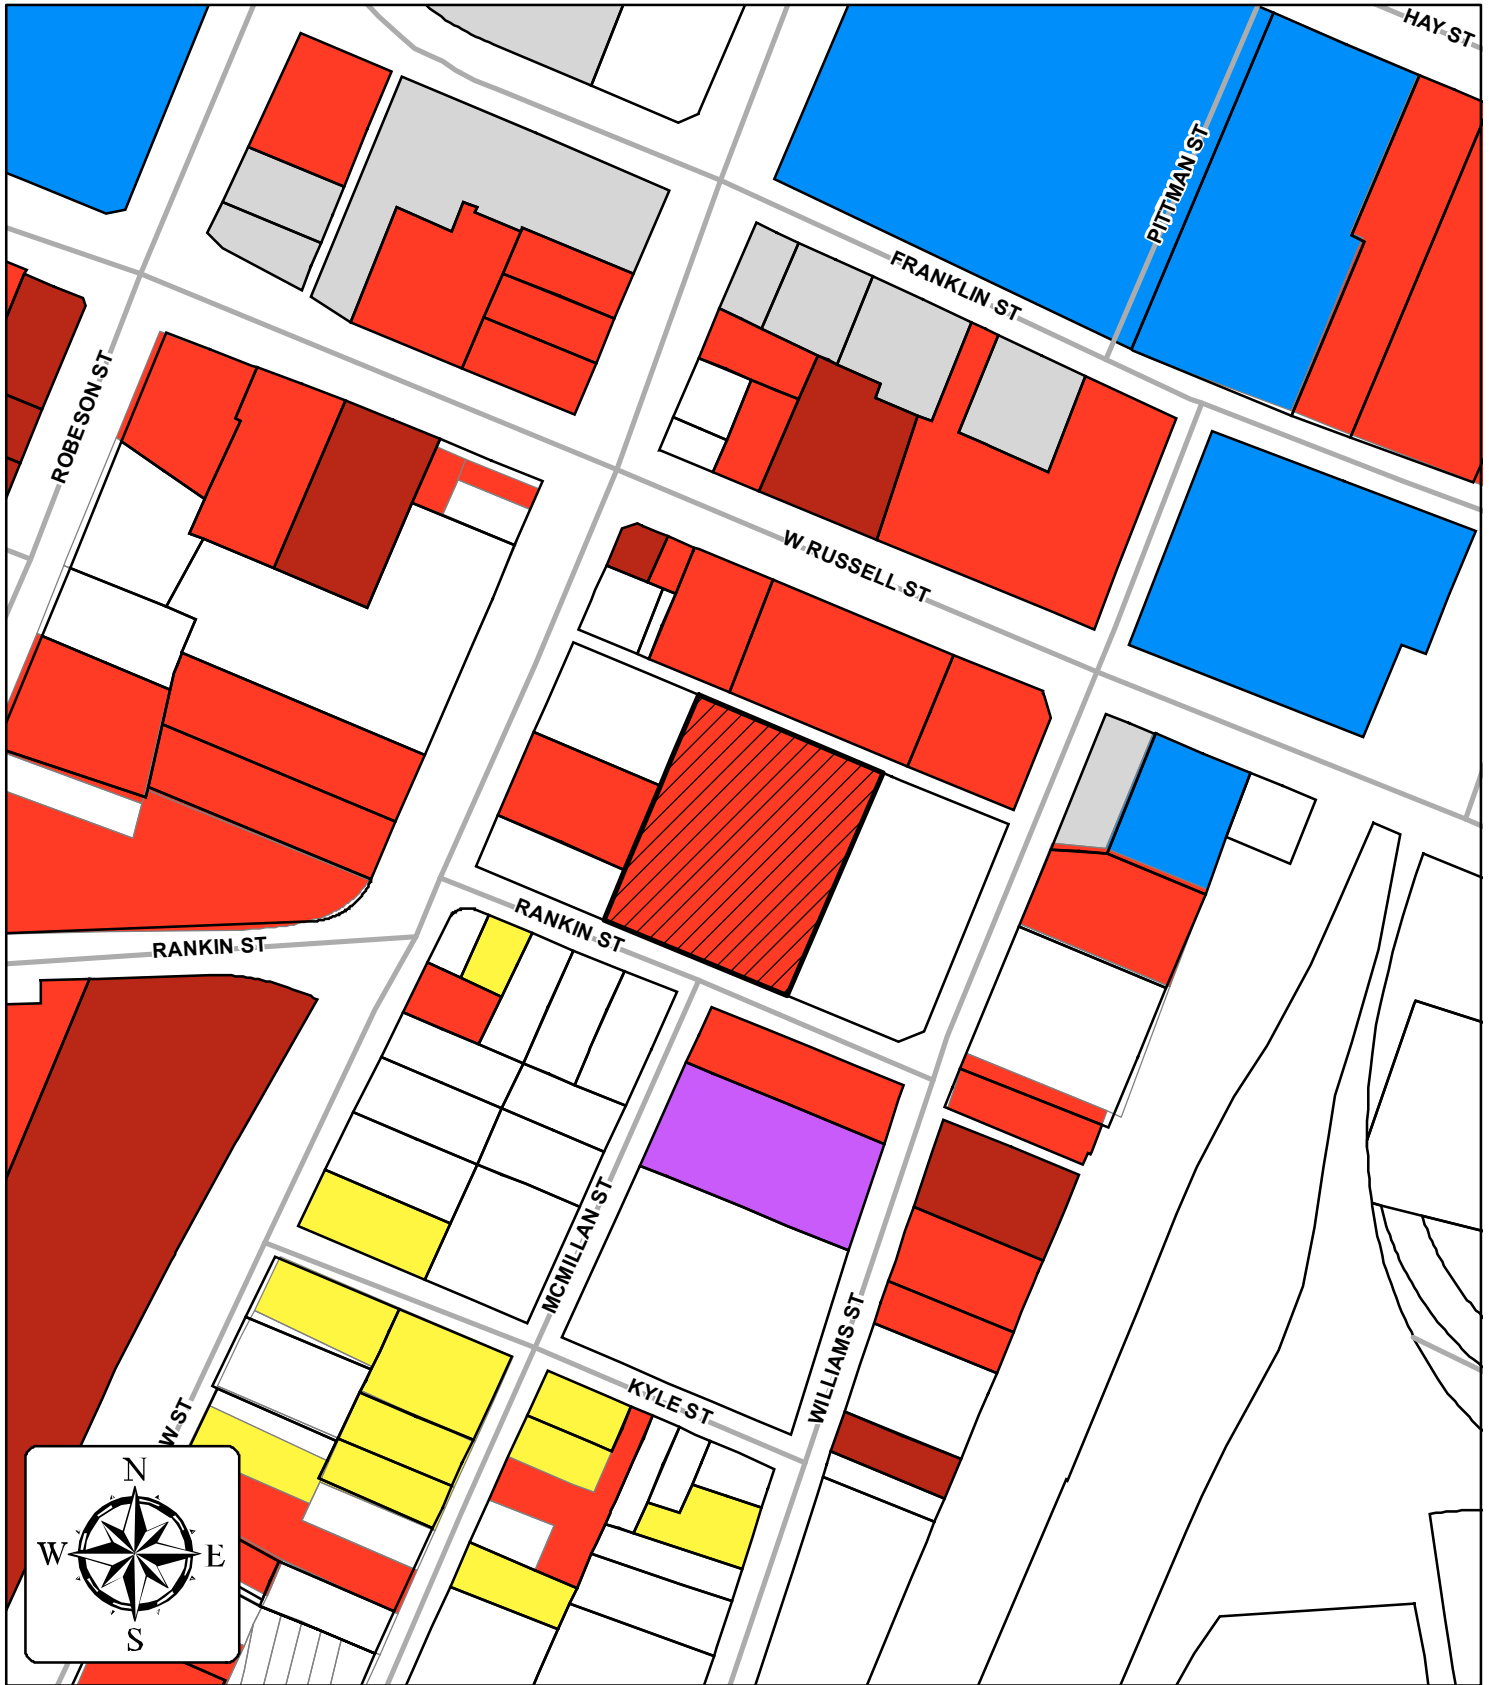 HAY ST
PITTMAN ST
FRANKLIN ST
ROBESON ST
W RUSSELL ST
RANKIN ST
RANKIN ST
MCMILLAN ST
WILLIAMS ST
KYLE ST
W ST
N
W E
S